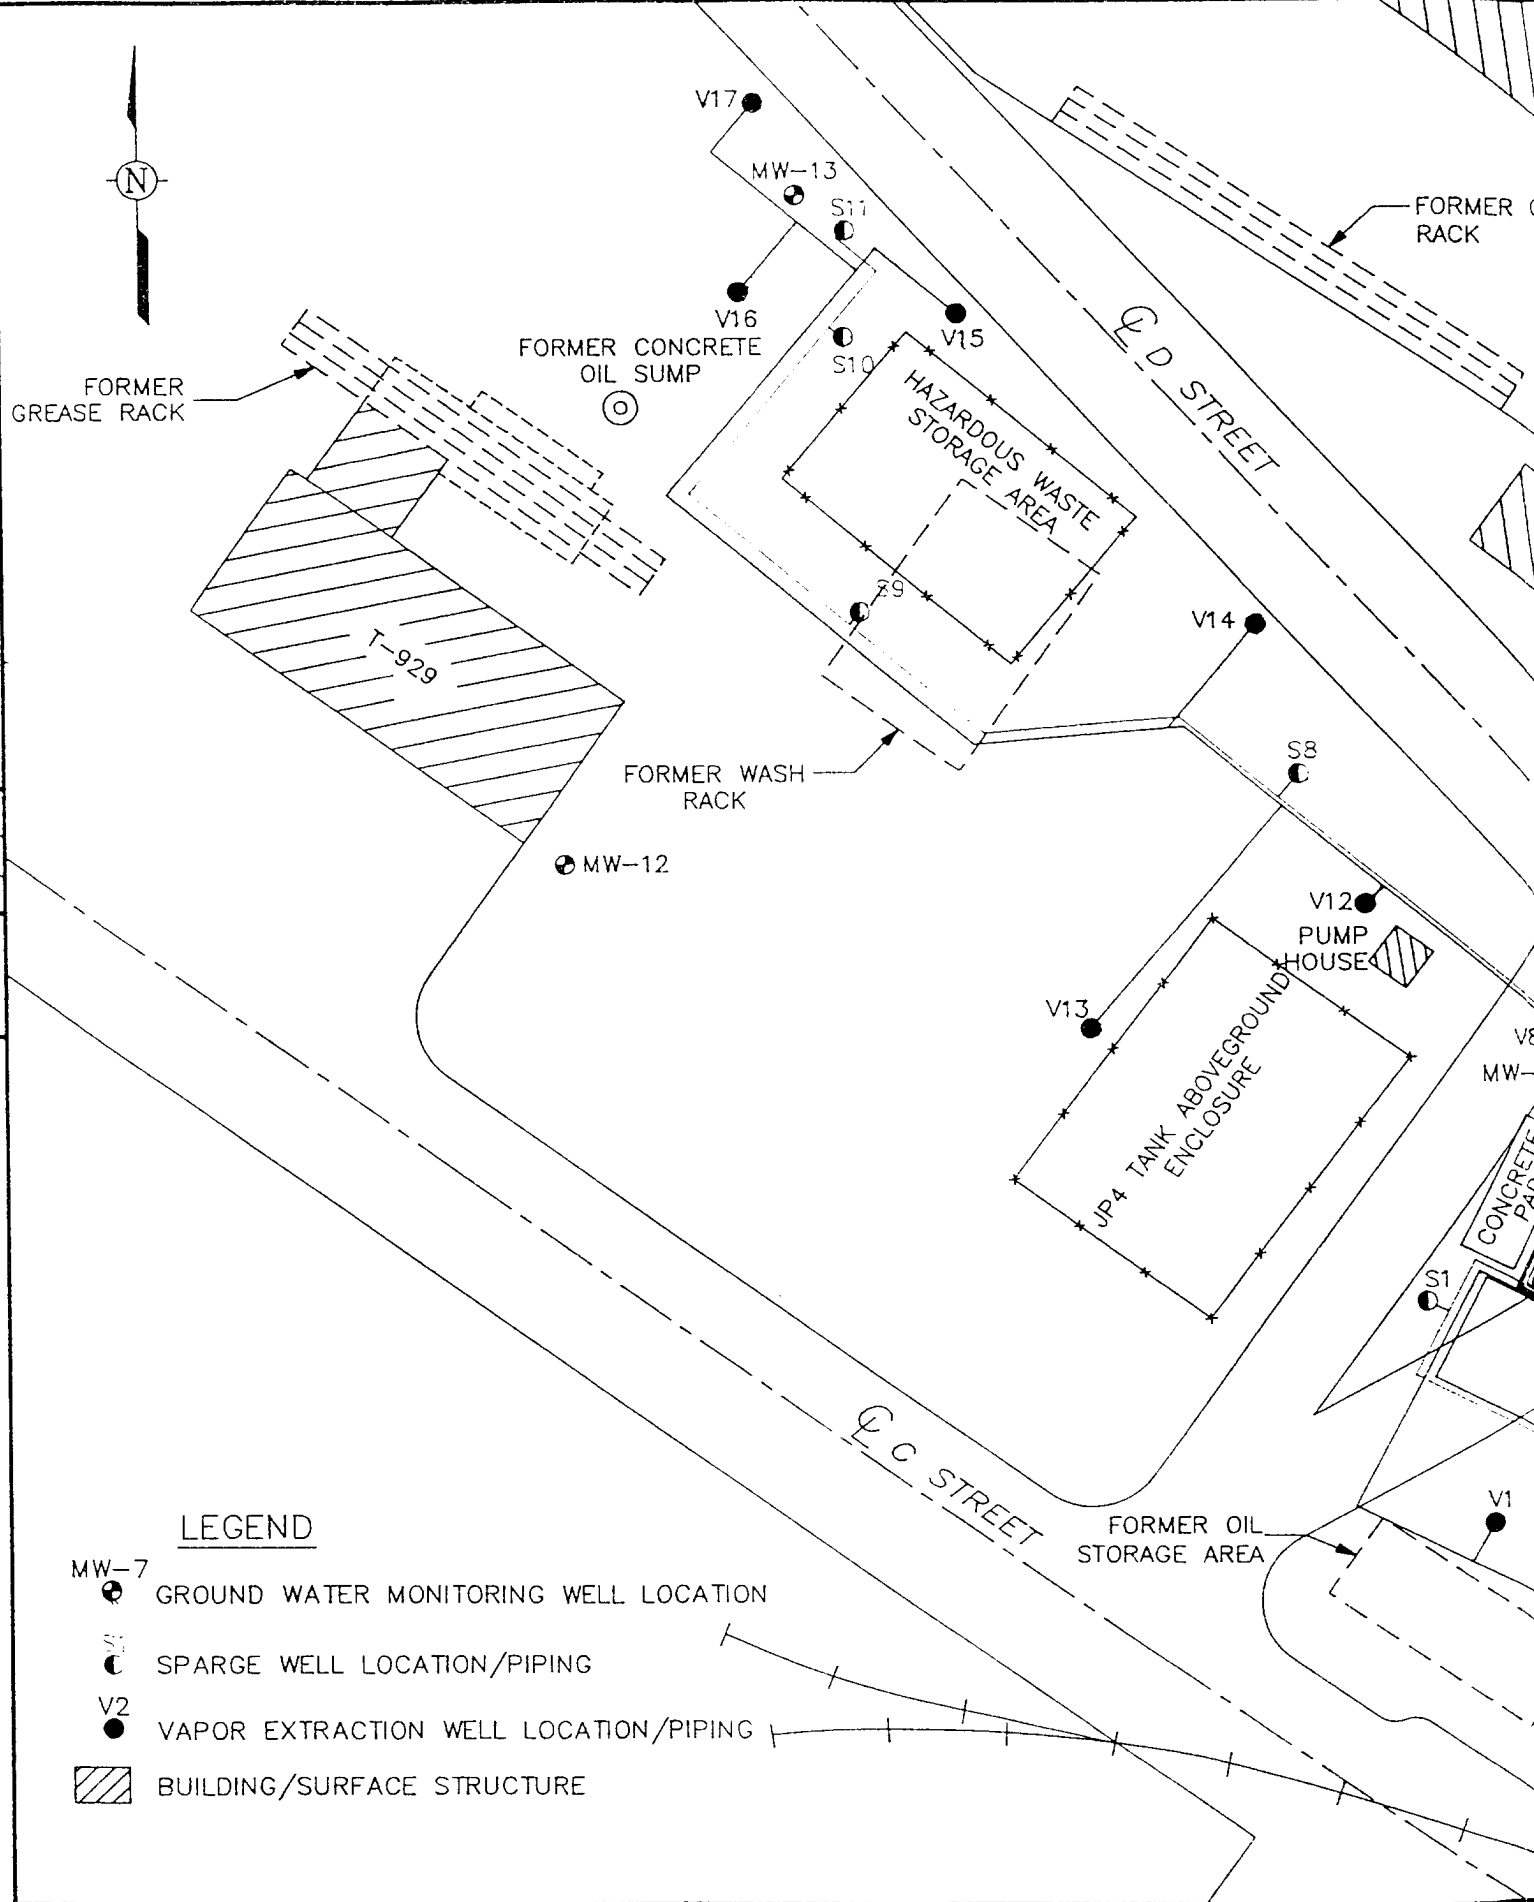 V17
N
MW-13
S11
FORMER
RACK
V16
V15
FORMER CONCRETE
OIL SUMP
S10
℄ D STREET
FORMER
GREASE RACK
HAZARDOUS WASTE
STORAGE AREA
S9
V14
T-929
S8
FORMER WASH
RACK
MW-12
V12
PUMP
HOUSE
V13
V8
MW-
JP4 TANK ABOVEGROUND
ENCLOSURE
CONCRETE
S1
℄ C STREET
V1
FORMER OIL
STORAGE AREA
LEGEND
MW-7
GROUND WATER MONITORING WELL LOCATION
SPARGE WELL LOCATION/PIPING
V2
VAPOR EXTRACTION WELL LOCATION/PIPING
BUILDING/SURFACE STRUCTURE